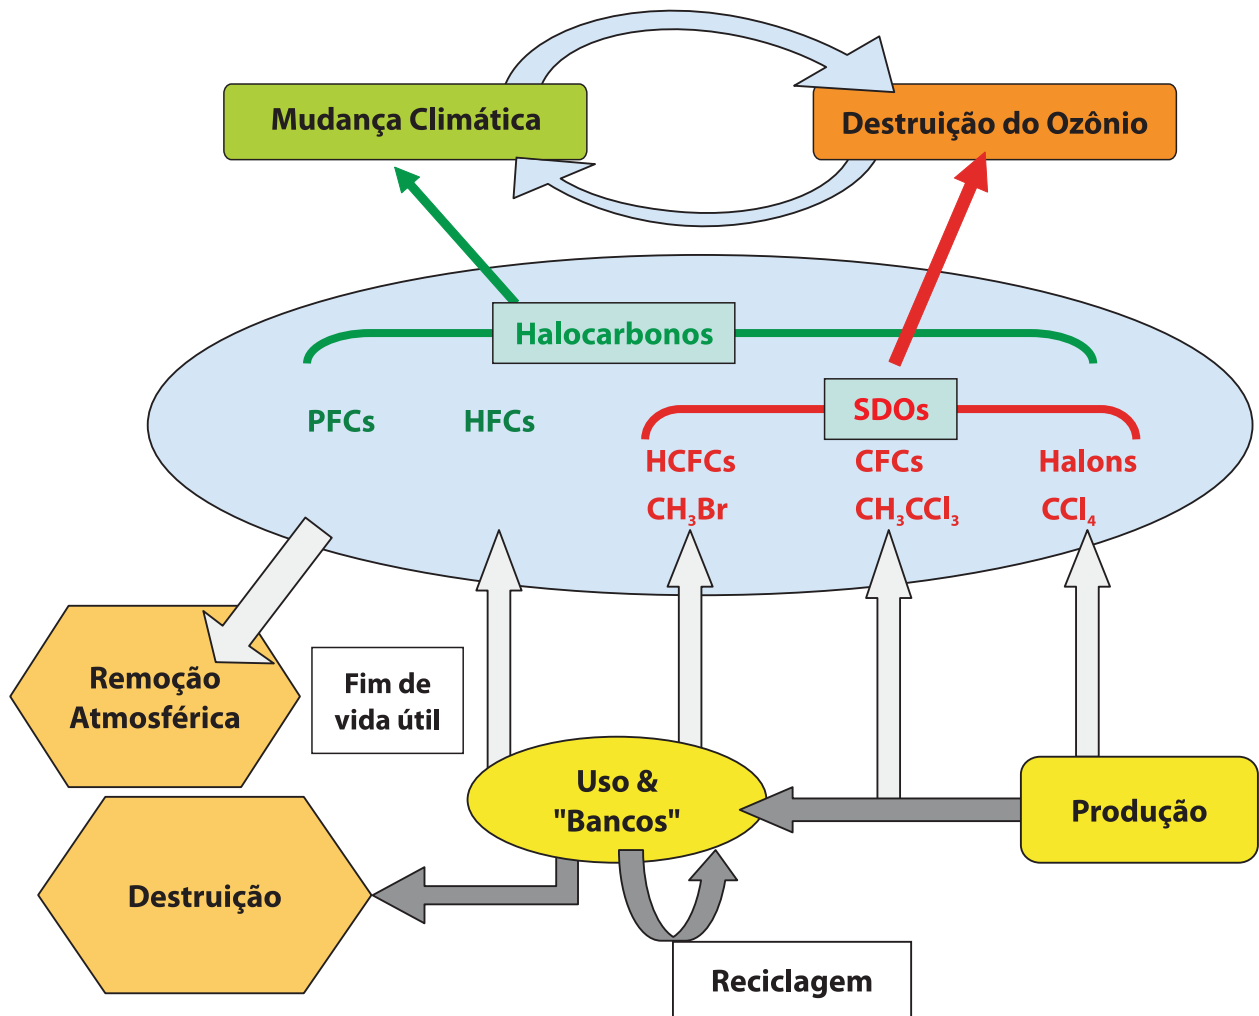 Mudança Climática
Destruição do Ozônio
Halocarbonos
SDOs
PFCs
HFCs
HCFCs
CFCs
Halons
CH₃Br
CH₃CCl₃
CCl₄
Remoção
Atmosférica
Fim de
vida útil
Uso &
"Bancos"
Produção
Destruição
Reciclagem